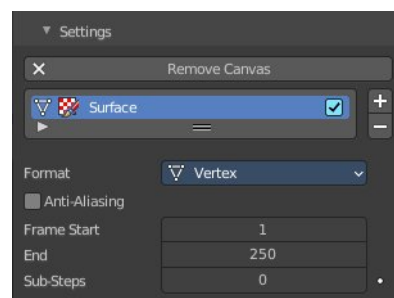 Settings
Remove Canvas
Surface
Format Vertex
Anti-Aliasing
Frame Start 1
End 250
Sub-Steps 0